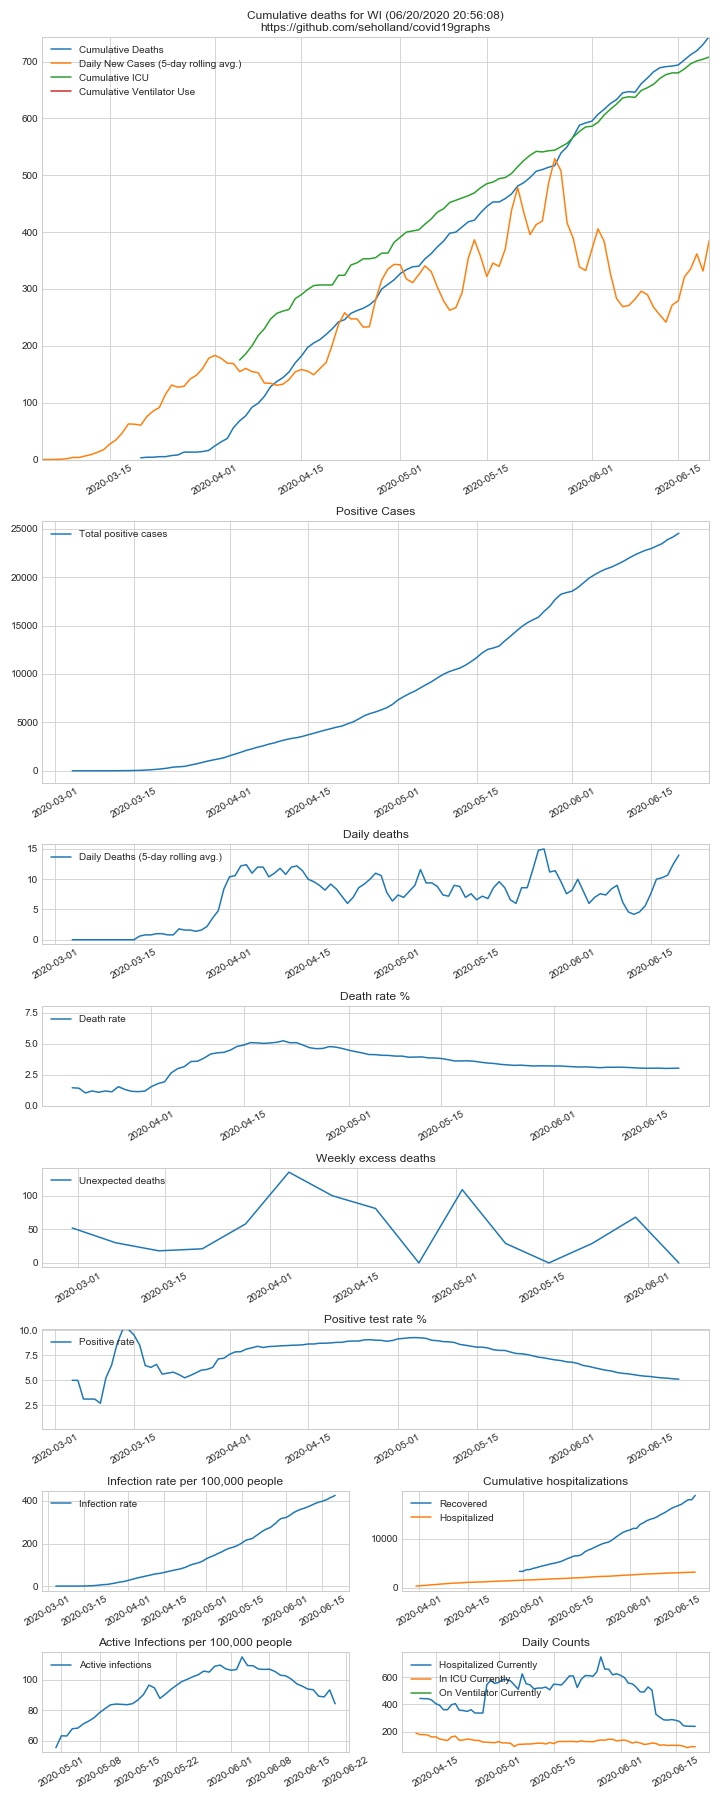 Cumulative deaths for WI (06/20/2020 20:56:08)
https://github.com/seholland/covid19graphs
Cumulative Deaths
Daily New Cases (5-day rolling avg.)
Cumulative ICU
Cumulative Ventilator Use
700
600
500
400
300
200
100
0
2020-03-15 2020-04-01 2020-04-15 2020-05-01 2020-05-15 2020-06-01 2020-06-15
Positive Cases
Total positive cases
25000
20000
15000
10000
5000
0
2020-03-01 2020-03-15 2020-04-01 2020-04-15 2020-05-01 2020-05-15 2020-06-01 2020-06-15
Daily deaths
Daily Deaths (5-day rolling avg.)
15
10
5
0
2020-03-01 2020-03-15 2020-04-01 2020-04-15 2020-05-01 2020-05-15 2020-06-01 2020-06-15
Death rate %
Death rate
7.5
5.0
2.5
0.0
2020-04-01 2020-04-15 2020-05-01 2020-05-15 2020-06-01 2020-06-15
Weekly excess deaths
Unexpected deaths
100
50
0
2020-03-01 2020-03-15 2020-04-01 2020-04-15 2020-05-01 2020-05-15 2020-06-01
Positive test rate %
Positive rate
10.0
7.5
5.0
2.5
2020-03-01 2020-03-15 2020-04-01 2020-04-15 2020-05-01 2020-05-15 2020-06-01 2020-06-15
Infection rate per 100,000 people
Infection rate
400
200
0
2020-03-01 2020-03-15 2020-04-01 2020-04-15 2020-05-01 2020-05-15 2020-06-01 2020-06-15
Cumulative hospitalizations
Recovered
Hospitalized
10000
0
2020-04-01 2020-04-15 2020-05-01 2020-05-15 2020-06-01 2020-06-15
Active Infections per 100,000 people
Active infections
100
80
60
2020-05-01 2020-05-08 2020-05-15 2020-05-22 2020-06-01 2020-06-08 2020-06-15 2020-06-22
Daily Counts
Hospitalized Currently
In ICU Currently
On Ventilator Currently
600
400
200
2020-04-15 2020-05-01 2020-05-15 2020-06-01 2020-06-15